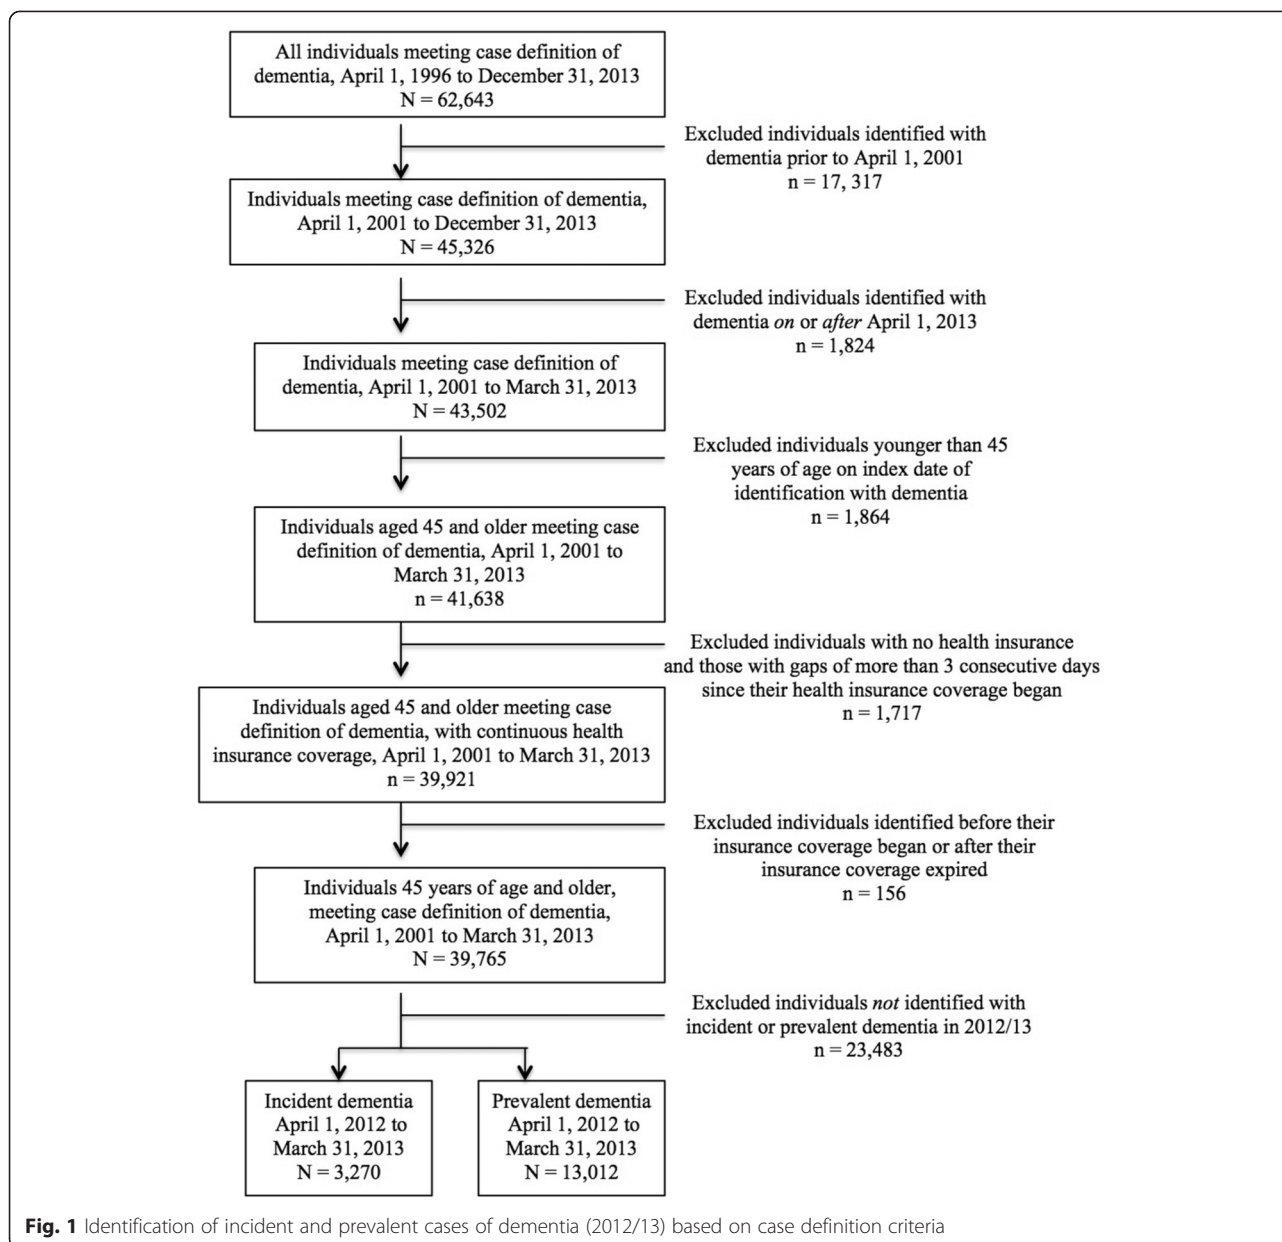 All individuals meeting case definition of
dementia, April 1, 1996 to December 31, 2013
N = 62,643
Excluded individuals identified with
dementia prior to April 1, 2001
n = 17, 317
Individuals meeting case definition of dementia,
April 1, 2001 to December 31, 2013
N = 45,326
Excluded individuals identified with
dementia on or after April 1, 2013
n = 1,824
Individuals meeting case definition of
dementia, April 1, 2001 to March 31, 2013
N = 43,502
Excluded individuals younger than 45
years of age on index date of
identification with dementia
n = 1,864
Individuals aged 45 and older meeting case
definition of dementia, April 1, 2001 to
March 31, 2013
n = 41,638
Excluded individuals with no health insurance
and those with gaps of more than 3 consecutive days
since their health insurance coverage began
n = 1,717
Individuals aged 45 and older meeting case
definition of dementia, with continuous health
insurance coverage, April 1, 2001 to March 31, 2013
n = 39,921
Excluded individuals identified before their
insurance coverage began or after their
insurance coverage expired
n = 156
Individuals 45 years of age and older,
meeting case definition of dementia,
April 1, 2001 to March 31, 2013
N = 39,765
Excluded individuals not identified with
incident or prevalent dementia in 2012/13
n = 23,483
Incident dementia
April 1, 2012 to
March 31, 2013
N = 3,270
Prevalent dementia
April 1, 2012 to
March 31, 2013
N = 13,012
Fig. 1 Identification of incident and prevalent cases of dementia (2012/13) based on case definition criteria